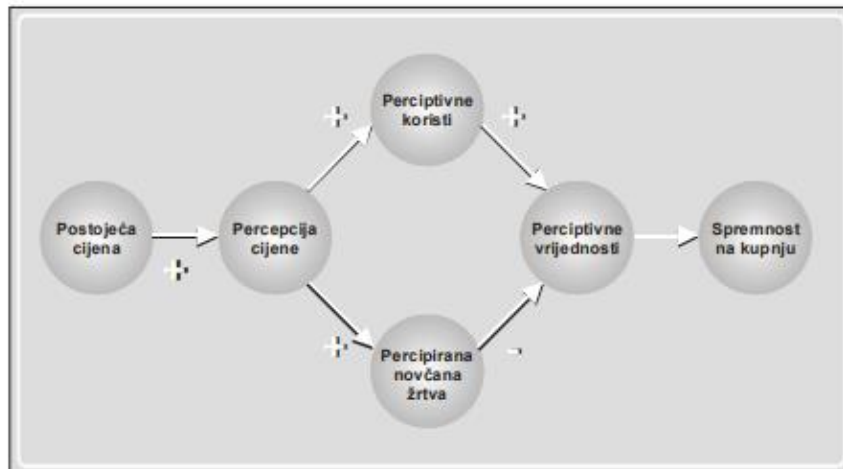 Perciptivne
koristi
+
+
Postojeća
cijena
+
Percepcija
cijene
Perciptivne
vrijednosti
Spremnost
na kupnju
+
Percipirana
novčana
žrtva
-